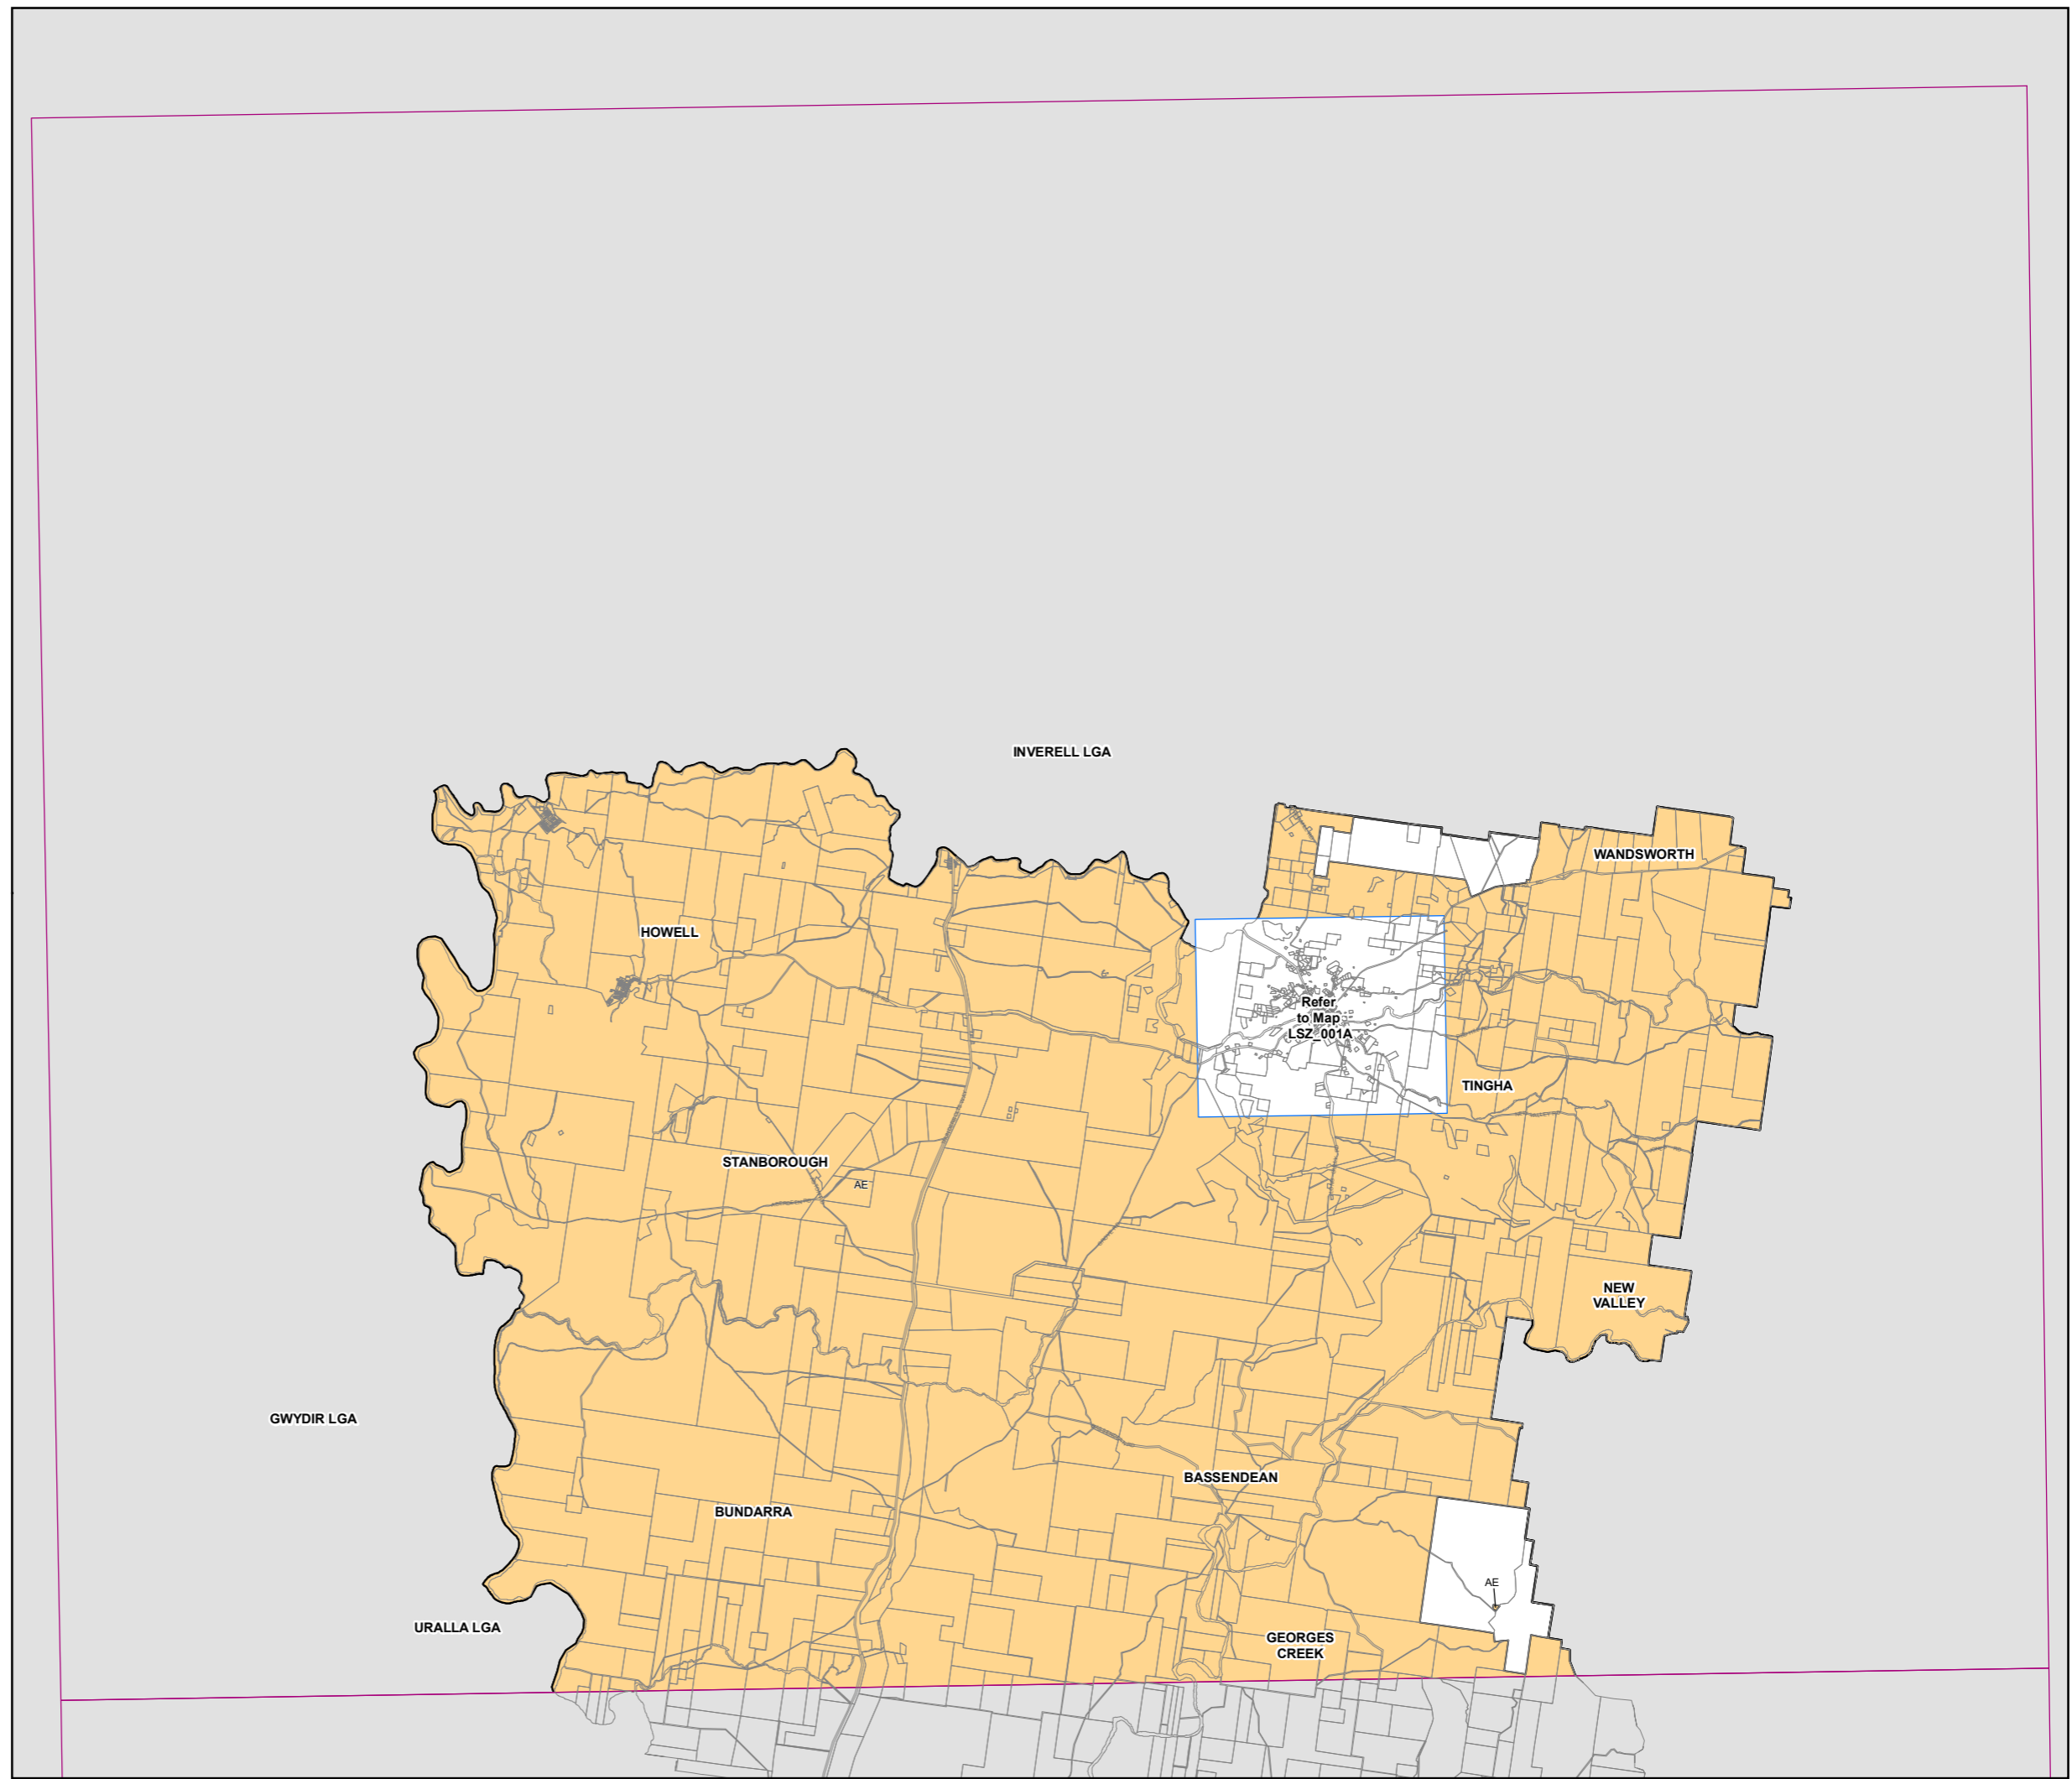 INVERELL LGA
WANDSWORTH
HOWELL
Refer
to Map
LSZ_001A
TINGHA
STANBOROUGH
AE
NEW
VALLEY
GWYDIR LGA
BASSENDEAN
BUNDARRA
AE
URALLA LGA
GEORGES
CREEK